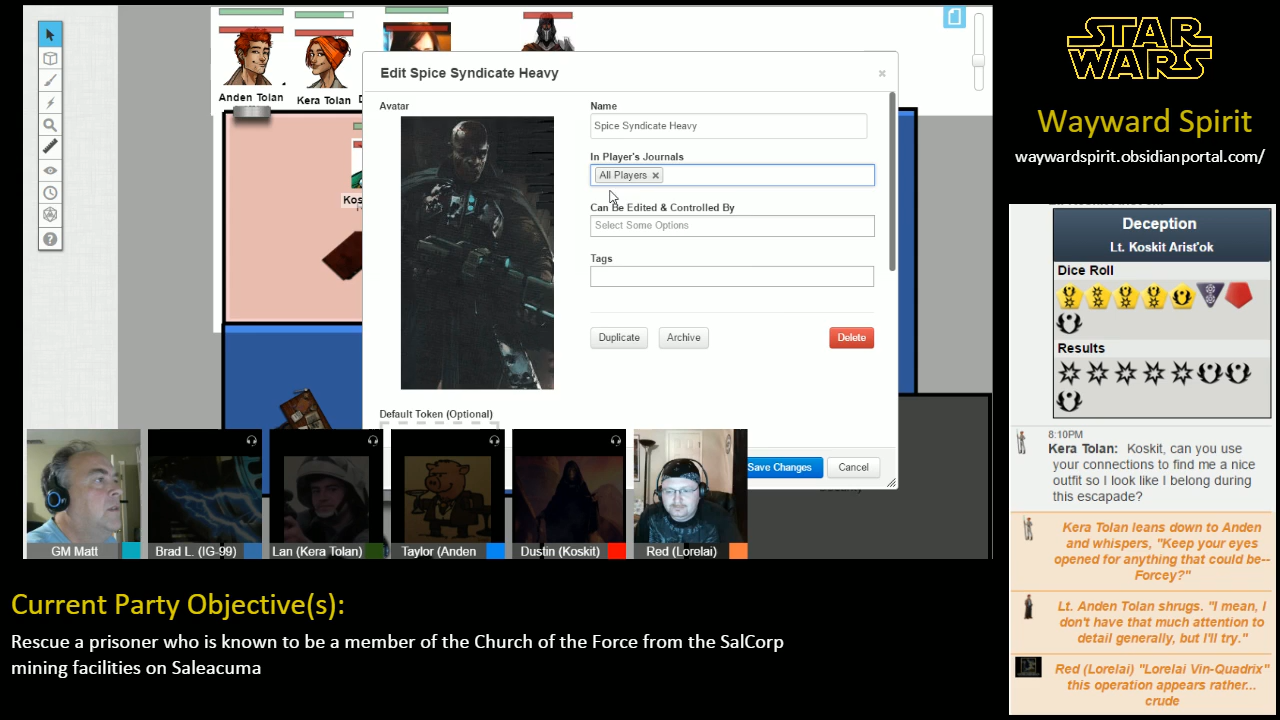 Anden Tolan
Kera Tolan
Kos
Edit Spice Syndicate Heavy
×
Avatar
Name
Spice Syndicate Heavy
In Player's Journals
All Players ×
Can Be Edited & Controlled By
Select Some Options
Tags
Duplicate
Archive
Delete
Default Token (Optional)
Save Changes
Cancel
GM Matt
Brad L. (IG-99)
Lan (Kera Tolan)
Taylor (Anden
Dustin (Koskit)
Red (Lorelai)
Current Party Objective(s):
Rescue a prisoner who is known to be a member of the Church of the Force from the SalCorp
mining facilities on Saleacuma
STAR
WARS
Wayward Spirit
waywardspirit.obsidianportal.com/
Deception
Lt. Koskit Arist'ok
Dice Roll
Results
8:10PM
Kera Tolan: Koskit, can you use
your connections to find me a nice
outfit so I look like I belong during
this escapade?
Kera Tolan leans down to Anden
and whispers, "Keep your eyes
opened for anything that could be--
Forcey?"
Lt. Anden Tolan shrugs. "I mean, I
don't have that much attention to
detail generally, but I'll try."
Red (Lorelai) "Lorelai Vin-Quadrix"
this operation appears rather...
crude